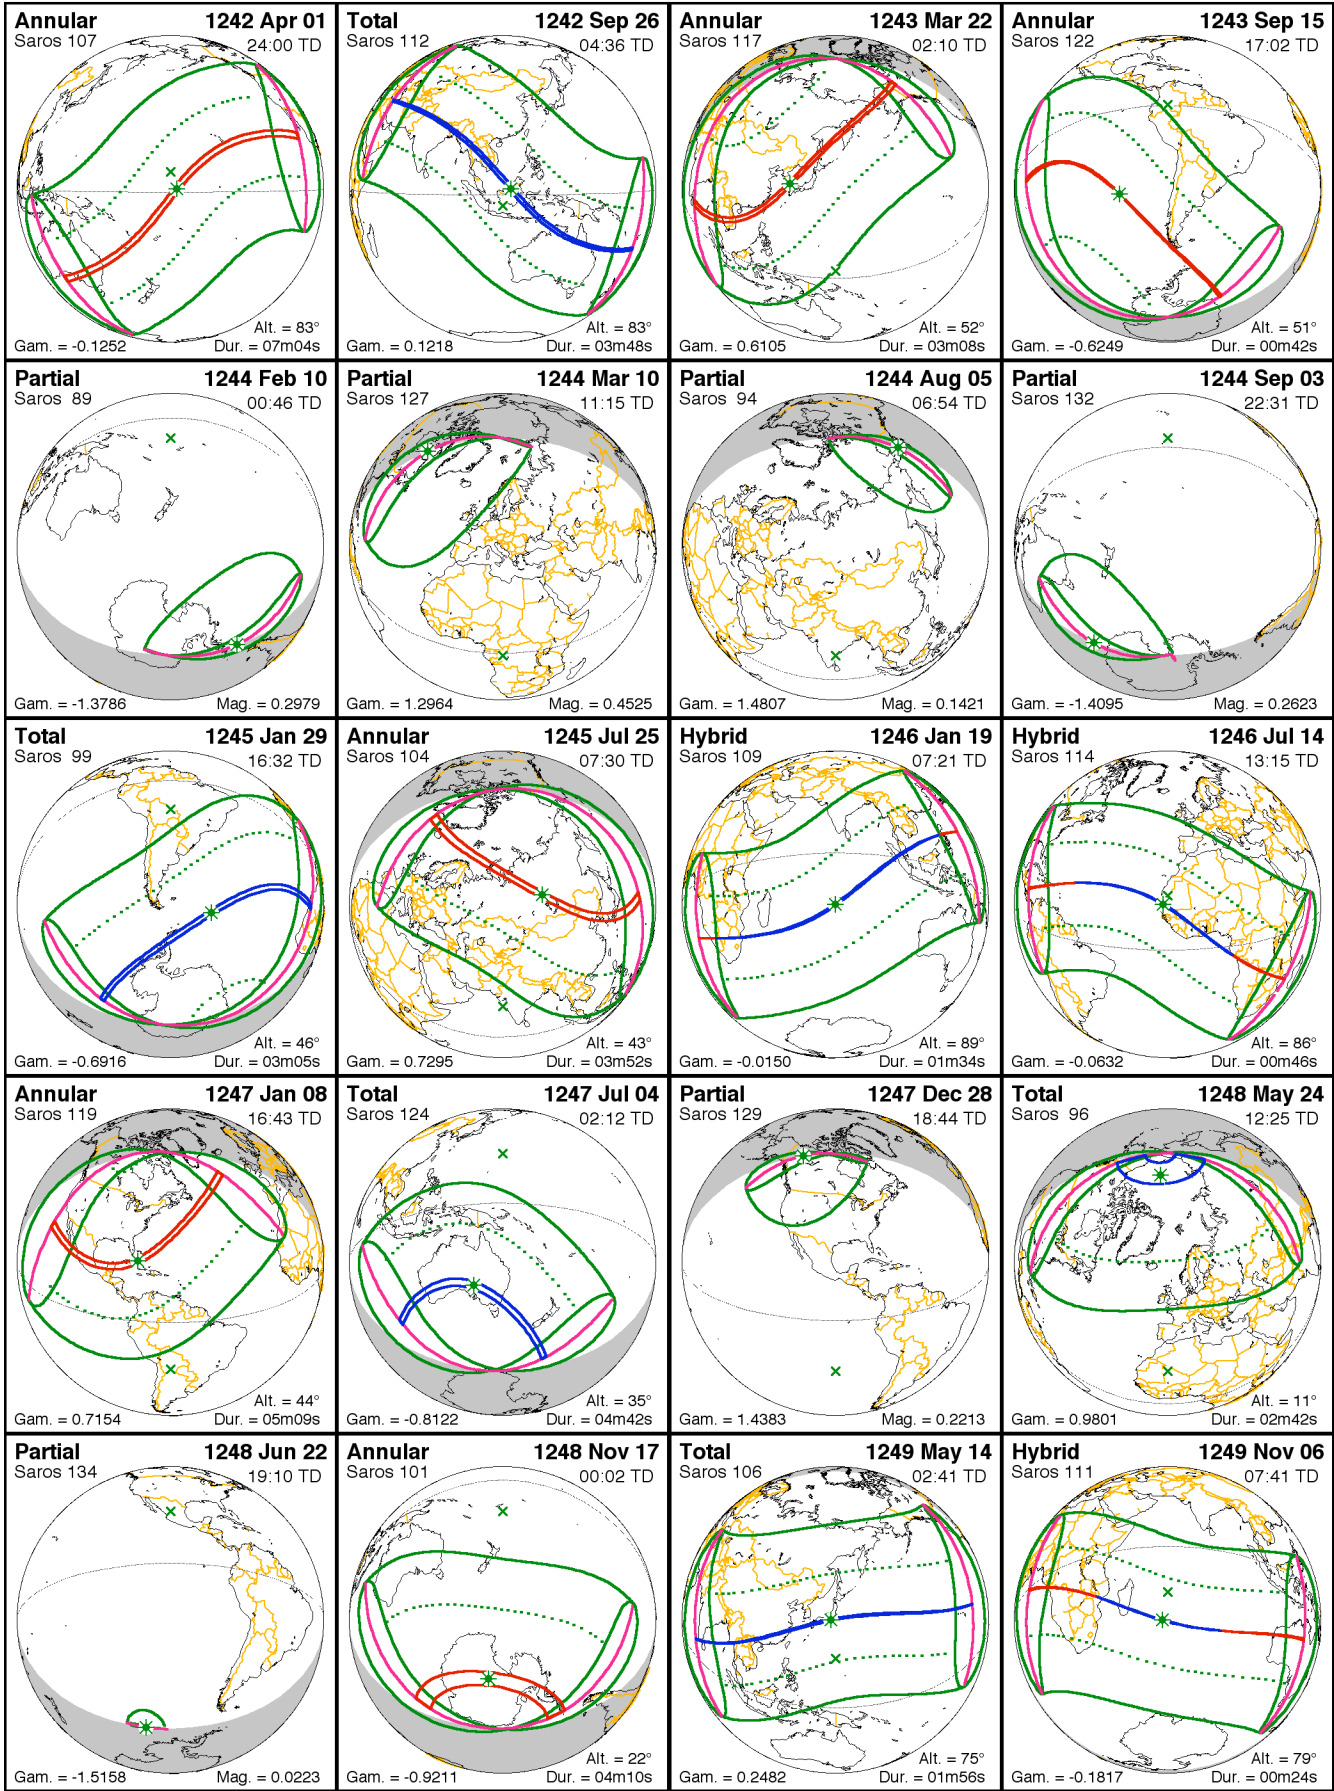 Annular 1242 Apr 01
Saros 107 24:00 TD
Alt. = 83°
Gam. = -0.1252 Dur. = 07m04s
Total 1242 Sep 26
Saros 112 04:36 TD
Alt. = 83°
Gam. = 0.1218 Dur. = 03m48s
Annular 1243 Mar 22
Saros 117 02:10 TD
Alt. = 52°
Gam. = 0.6105 Dur. = 03m08s
Annular 1243 Sep 15
Saros 122 17:02 TD
Alt. = 51°
Gam. = -0.6249 Dur. = 00m42s
Partial 1244 Feb 10
Saros 89 00:46 TD
Gam. = -1.3786 Mag. = 0.2979
Partial 1244 Mar 10
Saros 127 11:15 TD
Gam. = 1.2964 Mag. = 0.4525
Partial 1244 Aug 05
Saros 94 06:54 TD
Gam. = 1.4807 Mag. = 0.1421
Partial 1244 Sep 03
Saros 132 22:31 TD
Gam. = -1.4095 Mag. = 0.2623
Total 1245 Jan 29
Saros 99 16:32 TD
Alt. = 46°
Gam. = -0.6916 Dur. = 03m05s
Annular 1245 Jul 25
Saros 104 07:30 TD
Alt. = 43°
Gam. = 0.7295 Dur. = 03m52s
Hybrid 1246 Jan 19
Saros 109 07:21 TD
Alt. = 89°
Gam. = -0.0150 Dur. = 01m34s
Hybrid 1246 Jul 14
Saros 114 13:15 TD
Alt. = 86°
Gam. = -0.0632 Dur. = 00m46s
Annular 1247 Jan 08
Saros 119 16:43 TD
Alt. = 44°
Gam. = 0.7154 Dur. = 05m09s
Total 1247 Jul 04
Saros 124 02:12 TD
Alt. = 35°
Gam. = -0.8122 Dur. = 04m42s
Partial 1247 Dec 28
Saros 129 18:44 TD
Gam. = 1.4383 Mag. = 0.2213
Total 1248 May 24
Saros 96 12:25 TD
Alt. = 11°
Gam. = 0.9801 Dur. = 02m42s
Partial 1248 Jun 22
Saros 134 19:10 TD
Gam. = -1.5158 Mag. = 0.0223
Annular 1248 Nov 17
Saros 101 00:02 TD
Alt. = 22°
Gam. = -0.9211 Dur. = 04m10s
Total 1249 May 14
Saros 106 02:41 TD
Alt. = 75°
Gam. = 0.2482 Dur. = 01m56s
Hybrid 1249 Nov 06
Saros 111 07:41 TD
Alt. = 79°
Gam. = -0.1817 Dur. = 00m24s